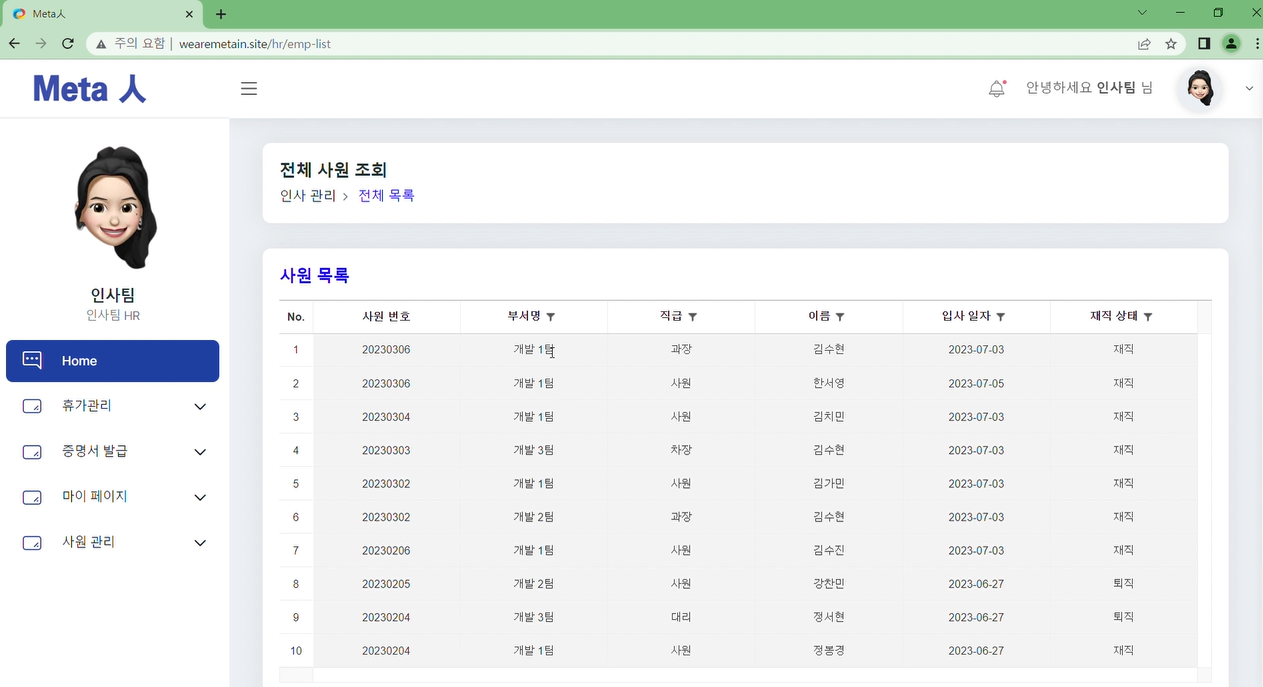 Meta人
주의 요함 | wearemetain.site/hr/emp-list
Meta 人
안녕하세요 인사팀 님
인사팀
인사팀 HR
Home
휴가관리
증명서 발급
마이 페이지
사원 관리
전체 사원 조회
인사 관리 > 전체 목록
사원 목록
No. 사원 번호 부서명 직급 이름 입사 일자 재직 상태
1 20230306 개발 1팀 과장 김수현 2023-07-03 재직
2 20230306 개발 1팀 사원 한서영 2023-07-05 재직
3 20230304 개발 1팀 사원 김치민 2023-07-03 재직
4 20230303 개발 3팀 차장 김수현 2023-07-03 재직
5 20230302 개발 1팀 사원 김가민 2023-07-03 재직
6 20230302 개발 2팀 과장 김수현 2023-07-03 재직
7 20230206 개발 1팀 사원 김수진 2023-07-03 재직
8 20230205 개발 2팀 사원 강찬민 2023-06-27 퇴직
9 20230204 개발 3팀 대리 정서현 2023-06-27 퇴직
10 20230204 개발 1팀 사원 정봉경 2023-06-27 재직